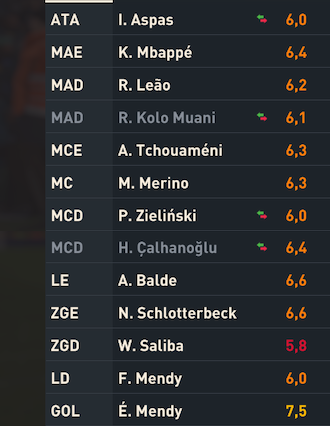 ATA I. Aspas 6,0
MAE K. Mbappé 6,4
MAD R. Leão 6,2
MAD R. Kolo Muani 6,1
MCE A. Tchouaméni 6,3
MC M. Merino 6,3
MCD P. Zieliński 6,0
MCD H. Çalhanoğlu 6,4
LE A. Balde 6,6
ZGE N. Schlotterbeck 6,6
ZGD W. Saliba 5,8
LD F. Mendy 6,0
GOL É. Mendy 7,5